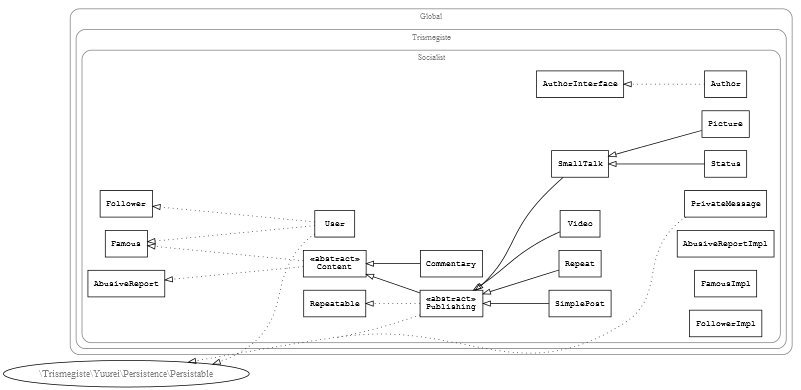 Global
Trismegiste
Socialist
AuthorInterface
Author
Picture
SmallTalk
Status
Follower
PrivateMessage
User
Video
Famous
AbusiveReportImpl
«abstract»
Content
Commentary
Repeat
AbusiveReport
FamousImpl
Repeatable
«abstract»
Publishing
SimplePost
FollowerImpl
\Trismegiste\Yuurei\Persistence\Persistable